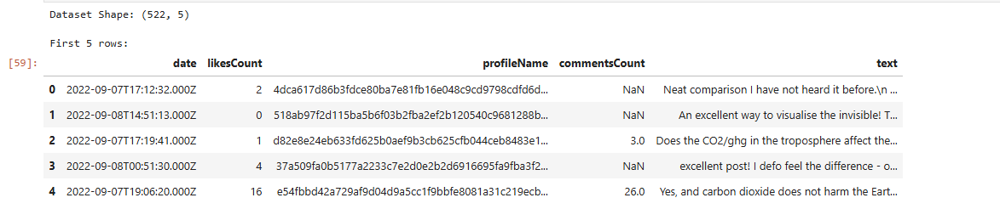 Dataset Shape: (522, 5)
First 5 rows:
[59]:
date likesCount profileName commentsCount text
0 2022-09-07T17:12:32.000Z 2 4dca617d86b3fdce80ba7e81fb16e048c9cd9798cdfd6d... NaN Neat comparison I have not heard it before.\n ...
1 2022-09-08T14:51:13.000Z 0 518ab97f2d115ba5b6f03b2fba2ef2b120540c9681288b... NaN An excellent way to visualise the invisible! T...
2 2022-09-07T17:19:41.000Z 1 d82e8e24eb633fd625b0aef9b3cb625cfb044ceb8483e1... 3.0 Does the CO2/ghg in the troposphere affect the...
3 2022-09-08T00:51:30.000Z 4 37a509fa0b5177a2233c7e2d0e2b2d6916695fa9fba3f2... NaN excellent post! I defo feel the difference - o...
4 2022-09-07T19:06:20.000Z 16 e54fbbd42a729af9d04d9a5cc1f9bbfe8081a31c219ecb... 26.0 Yes, and carbon dioxide does not harm the Eart...